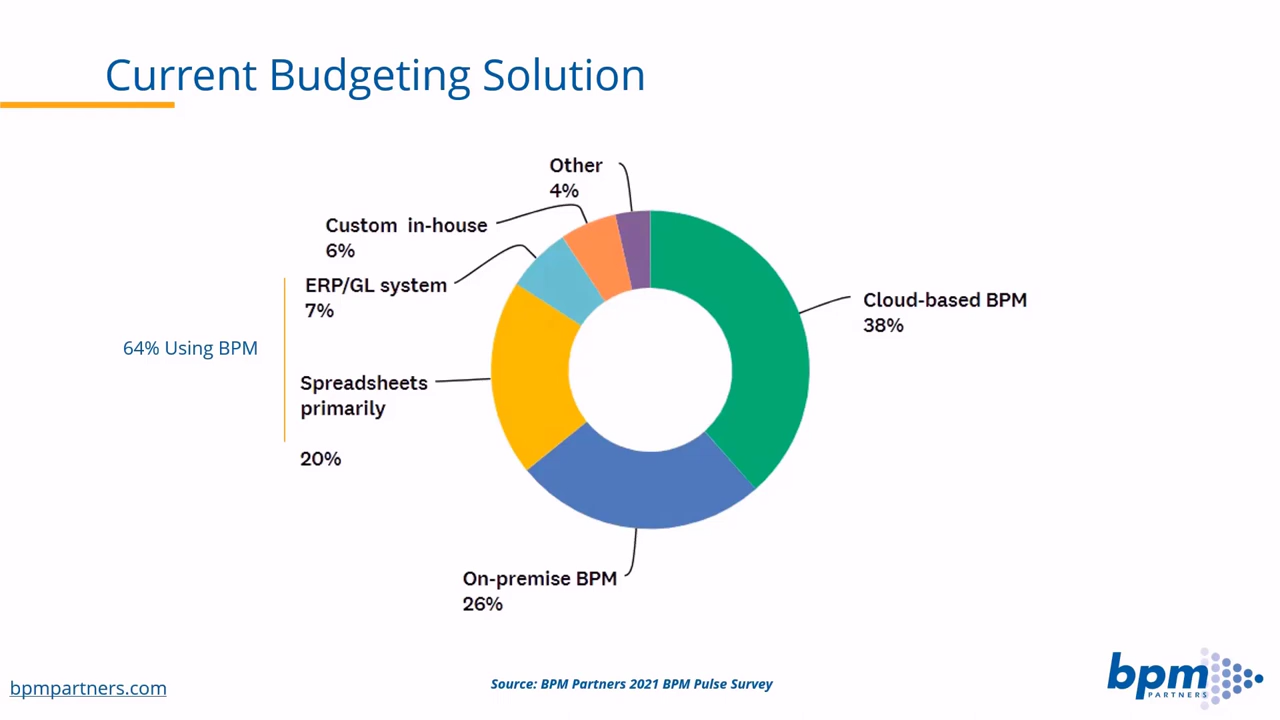 Current Budgeting Solution
Other
4%
Custom in-house
6%
ERP/GL system
7%
64% Using BPM
Spreadsheets
primarily
20%
Cloud-based BPM
38%
On-premise BPM
26%
bpmpartners.com
Source: BPM Partners 2021 BPM Pulse Survey
bpm
PARTNERS